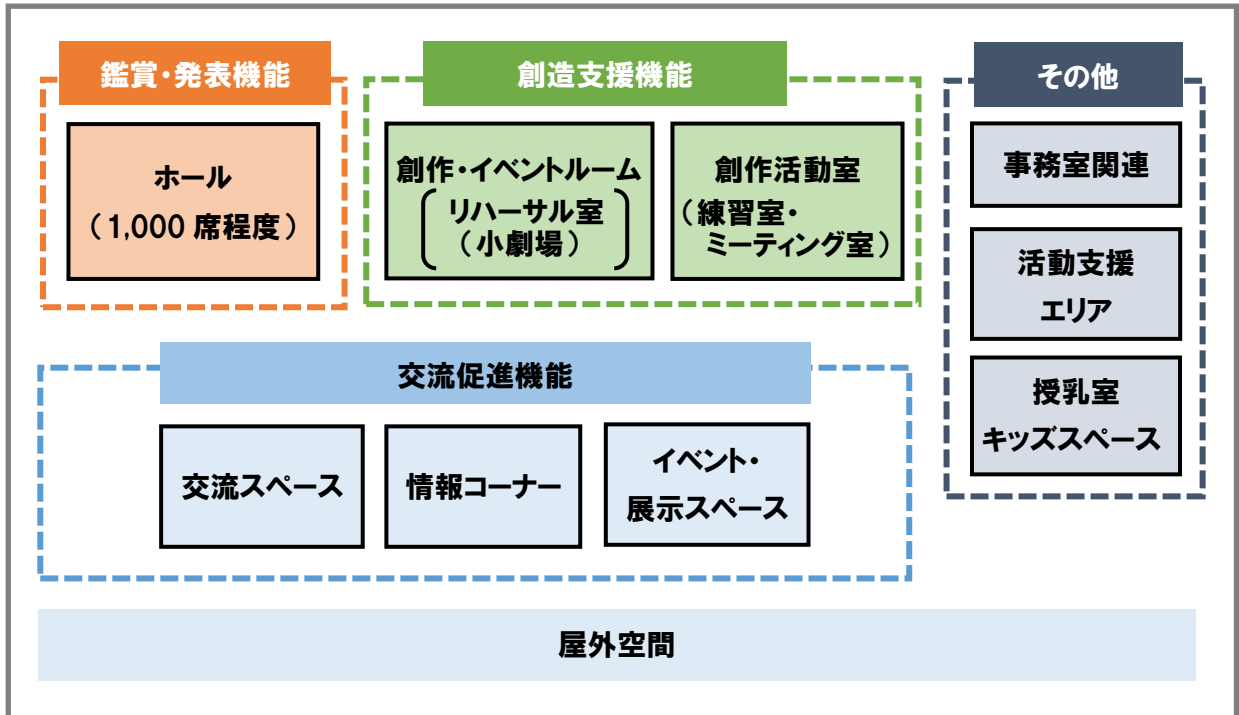 鑑賞・発表機能
ホール
（1,000 席程度）
創造支援機能
創作・イベントルーム
リハーサル室
（小劇場）
創作活動室
（練習室・
ミーティング室）
その他
事務室関連
活動支援
エリア
授乳室
キッズスペース
交流促進機能
交流スペース
情報コーナー
イベント・
展示スペース
屋外空間